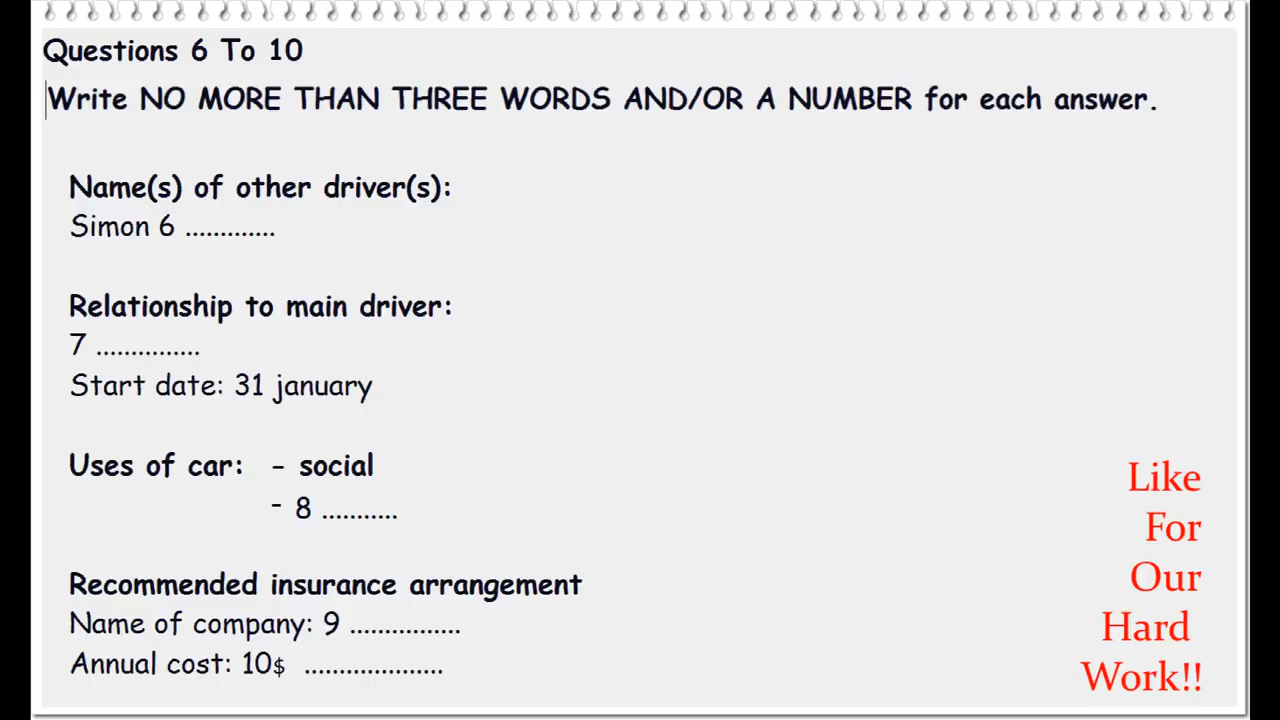 Questions 6 To 10
Write NO MORE THAN THREE WORDS AND/OR A NUMBER for each answer.
Name(s) of other driver(s):
Simon 6 .............
Relationship to main driver:
7 ...............
Start date: 31 january
Uses of car: - social
- 8 ...........
Recommended insurance arrangement
Name of company: 9 ................
Annual cost: 10$ ....................
Like
For
Our
Hard
Work!!